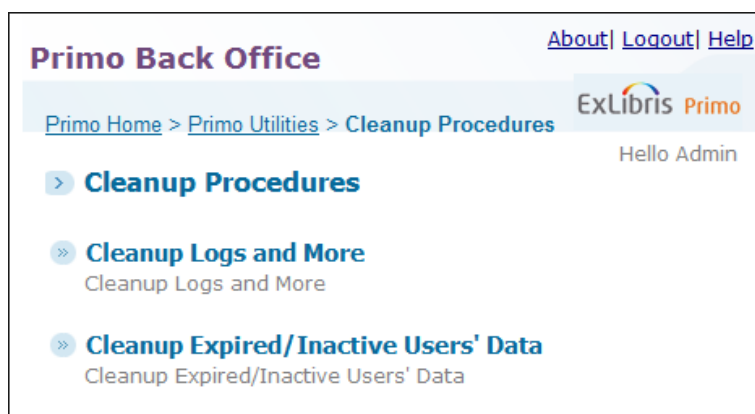 About| Logout| Help
Primo Back Office
ExLibris Primo
Primo Home > Primo Utilities > Cleanup Procedures
Hello Admin
> Cleanup Procedures
» Cleanup Logs and More
Cleanup Logs and More
» Cleanup Expired/Inactive Users' Data
Cleanup Expired/Inactive Users' Data